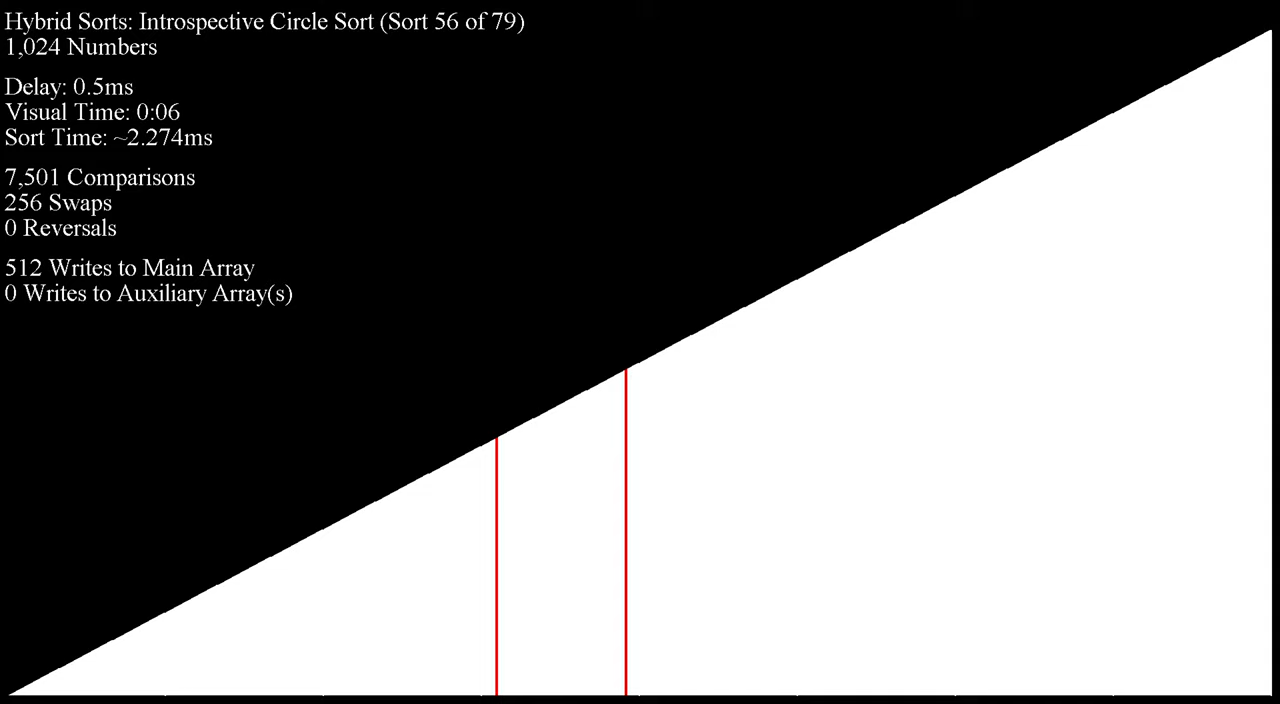 Hybrid Sorts: Introspective Circle Sort (Sort 56 of 79)
1,024 Numbers
Delay: 0.5ms
Visual Time: 0:06
Sort Time: ~2.274ms
7,501 Comparisons
256 Swaps
0 Reversals
512 Writes to Main Array
0 Writes to Auxiliary Array(s)